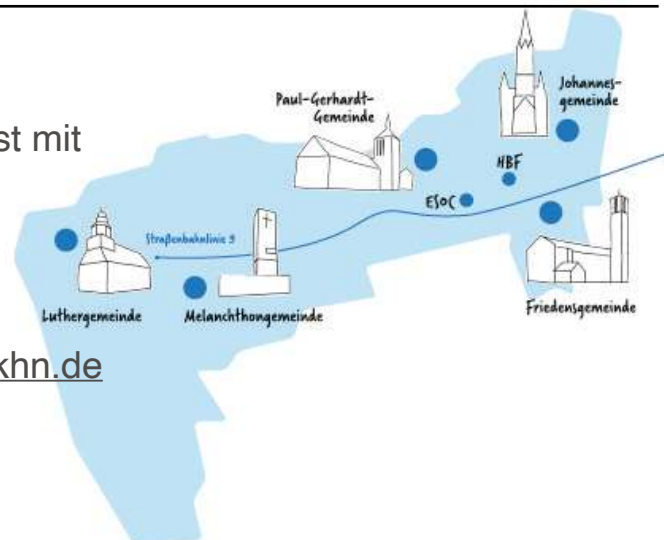 Johannes-
gemeinde
Paul-Gerhardt-
Gemeinde
st mit
HBF
ESOC
Straßenbahnlinie 9
Luthergemeinde
Melanchthongemeinde
Friedensgemeinde
khn.de